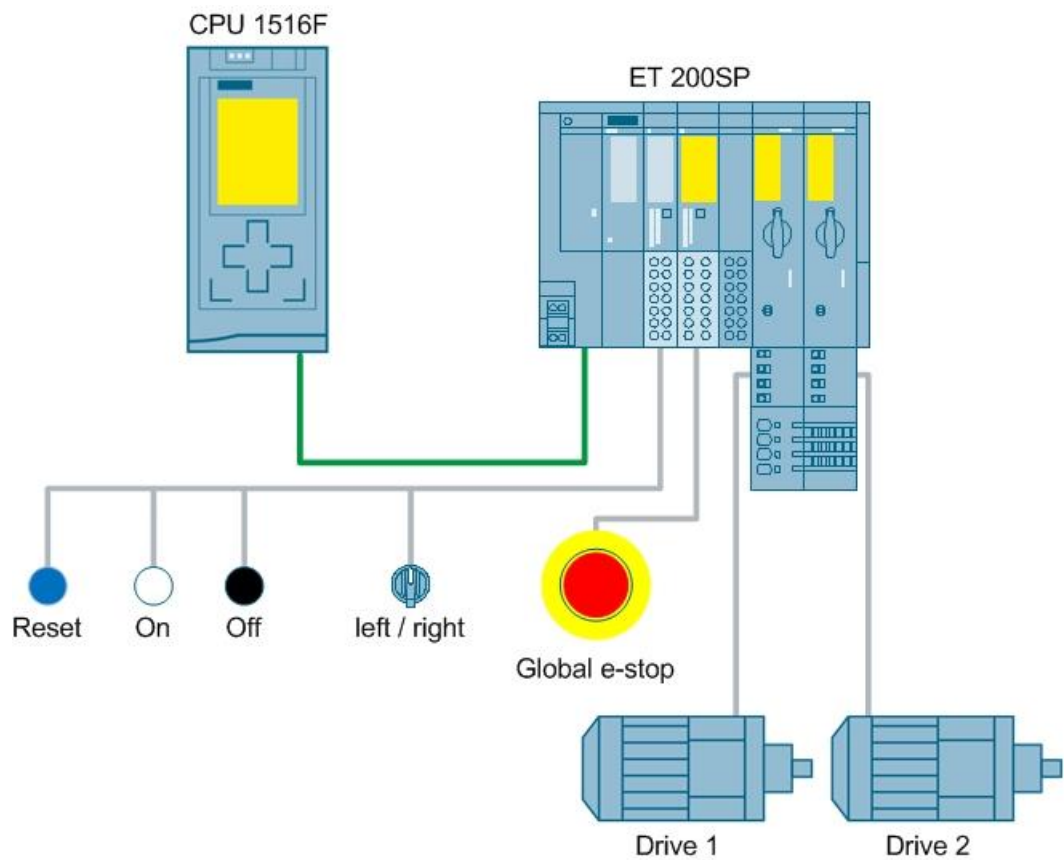 CPU 1516F
ET 200SP
Reset
On
Off
left / right
Global e-stop
Drive 1
Drive 2